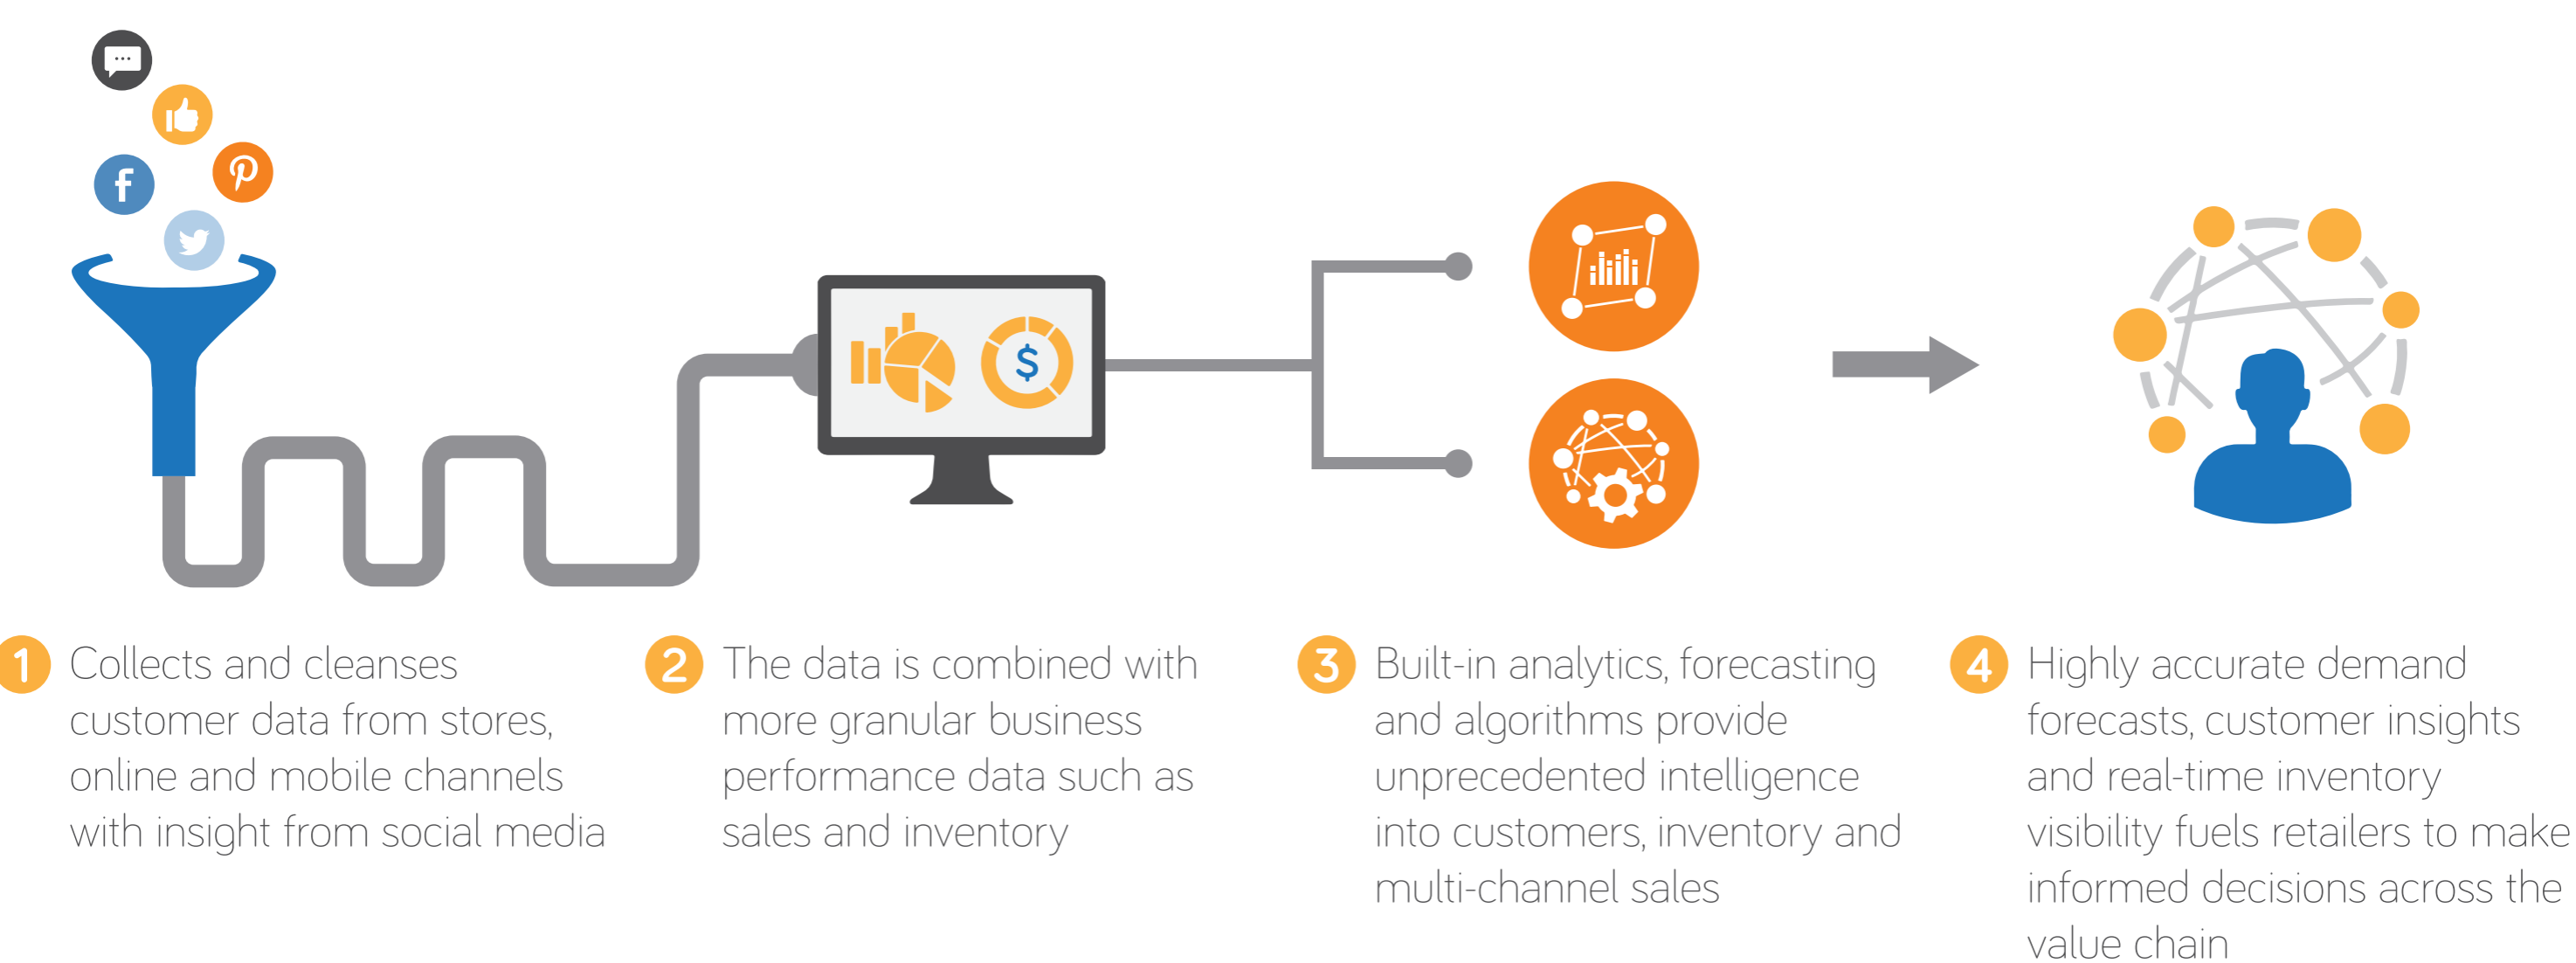 1 Collects and cleanses
customer data from stores,
online and mobile channels
with insight from social media
2 The data is combined with
more granular business
performance data such as
sales and inventory
3 Built-in analytics, forecasting
and algorithms provide
unprecedented intelligence
into customers, inventory and
multi-channel sales
4 Highly accurate demand
forecasts, customer insights
and real-time inventory
visibility fuels retailers to make
informed decisions across the
value chain